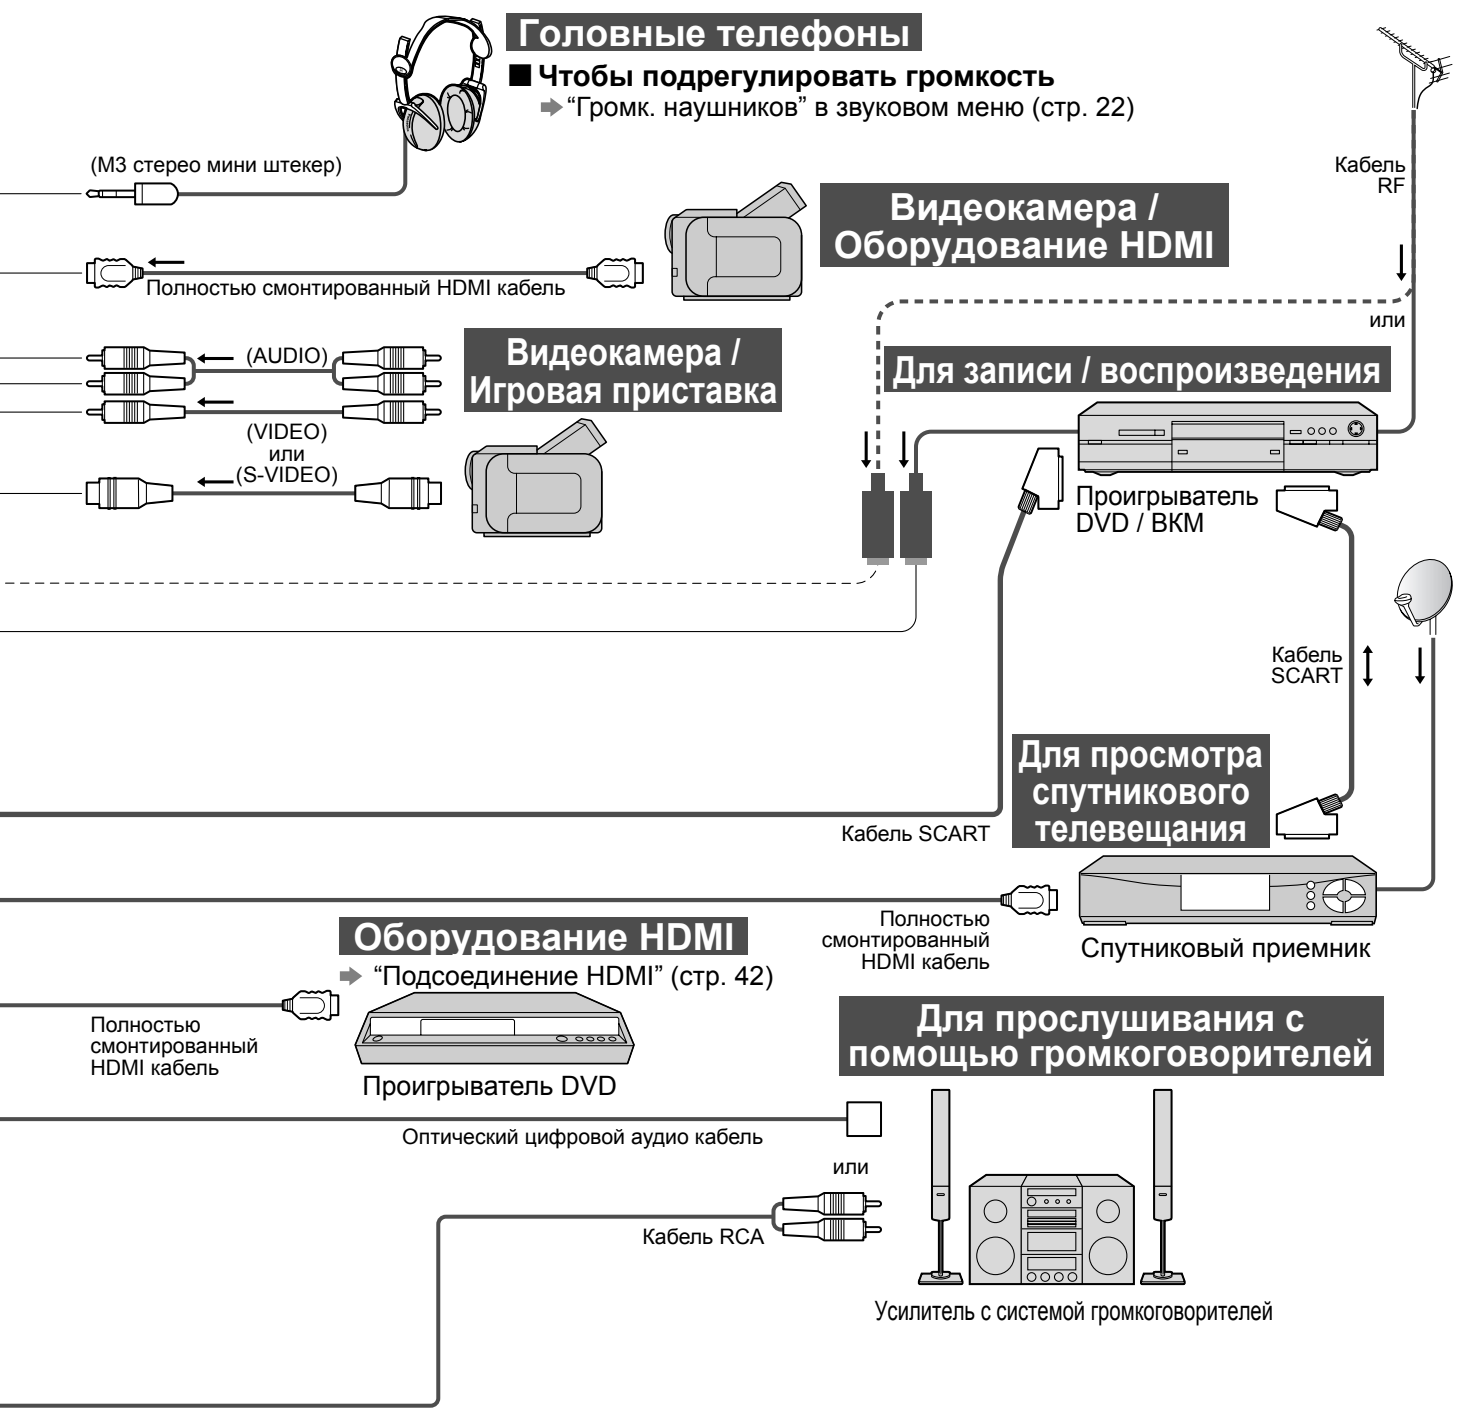 Головные телефоны
■ Чтобы подрегулировать громкость
“Громк. наушников” в звуковом меню (стр. 22)
(М3 стерео мини штекер)
Кабель
RF
Видеокамера /
Оборудование HDMI
Полностью смонтированный HDMI кабель
или
(AUDIO)
Видеокамера /
Игровая приставка
Для записи / воспроизведения
(VIDEO)
или
(S-VIDEO)
Проигрыватель
DVD / ВКМ
Кабель
SCART
Для просмотра
спутникового
телевещания
Кабель SCART
Полностью
смонтированный
HDMI кабель
Спутниковый приемник
Оборудование HDMI
“Подсоединение HDMI” (стр. 42)
Полностью
смонтированный
HDMI кабель
Проигрыватель DVD
Для прослушивания с
помощью громкоговорителей
Оптический цифровой аудио кабель
или
Кабель RCA
Усилитель с системой громкоговорителей